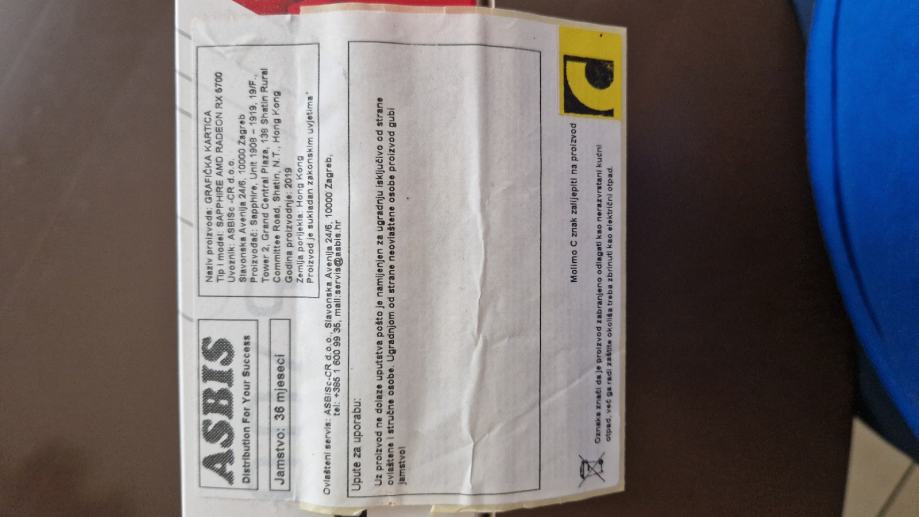 ASBIS
Distribution For Your Success
Jamstvo: 36 mjeseci
Naziv proizvoda: GRAFIČKA KARTICA
Tip i model: SAPPHIRE AMD RADEON RX 5700
Uvoznik: ASBISc -CR d.o.o.
Slavonska Avenija 24/6, 10000 Zagreb
Proizvođač: Sapphire, Unit 1908 – 1919, 19/F.,
Tower 2, Grand Central Plaza, 138 Shatin Rural
Committee Road, Shatin, N.T., Hong Kong
Godina proizvodnje: 2019
Zemlja porijekla: Hong Kong
Proizvod je sukladan zakonskim uvjetima*
Ovlašteni servis: ASBISc-CR d.o.o. Slavonska Avenija 24/6, 10000 Zagreb,
tel: +385 1 600 99 35, mail:servis@asbis.hr
Upute za uporabu:
Uz proizvod ne dolaze uputstva pošto je namijenjen za ugradnju isključivo od strane
ovlaštene i stručne osobe. Ugradnjom od strane neovlaštene osobe proizvod gubi
jamstvo!
Molimo C znak zalijepiti na proizvod
Oznaka znači da je proizvod zabranjeno odlagati kao nerazvrstani kućni
otpad, već ga radi zaštite okoliša treba zbrinuti kao električni otpad.